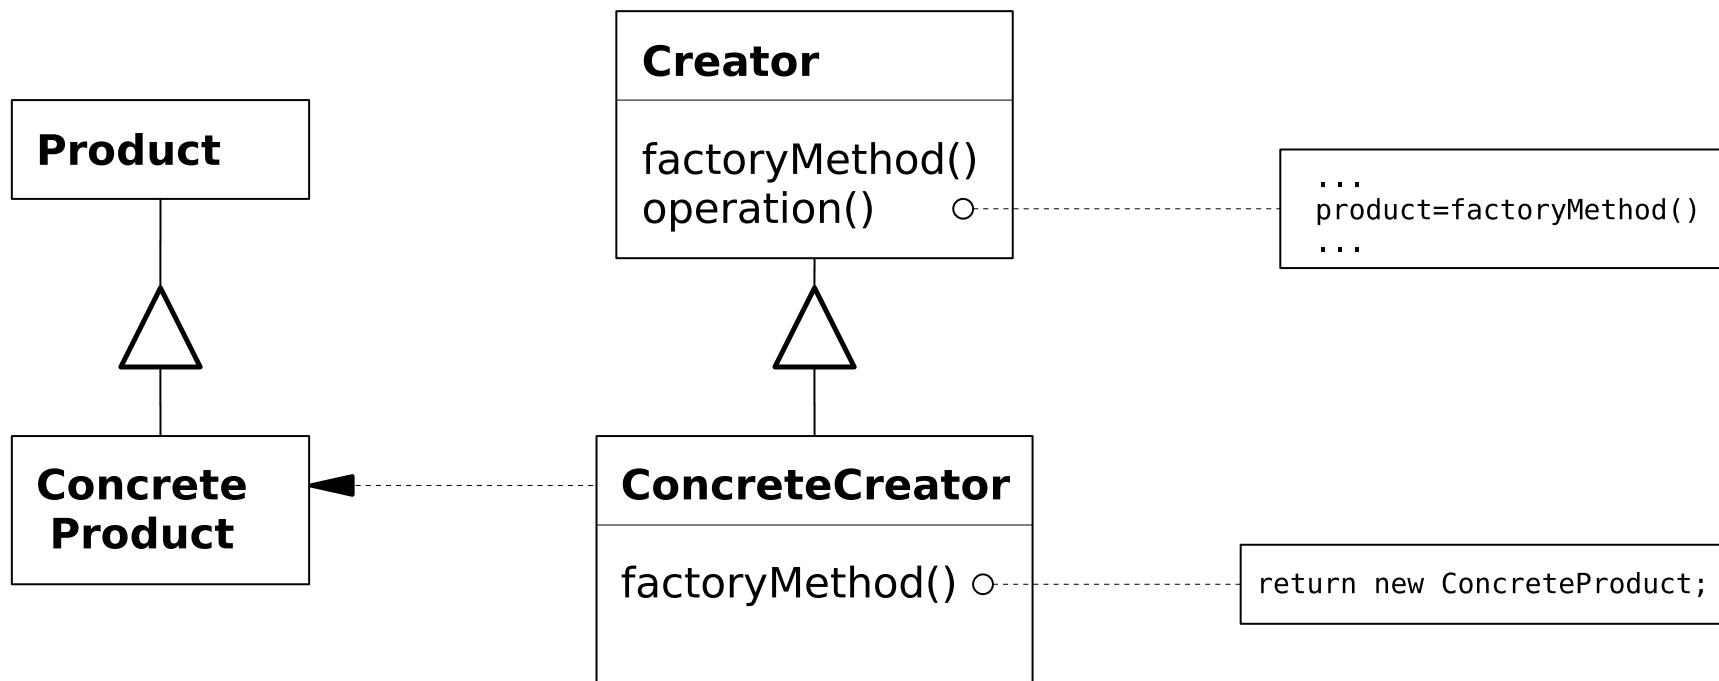 Creator
factoryMethod()
operation()
Product
...
product=factoryMethod()
...
Concrete
Product
ConcreteCreator
factoryMethod()
return new ConcreteProduct;